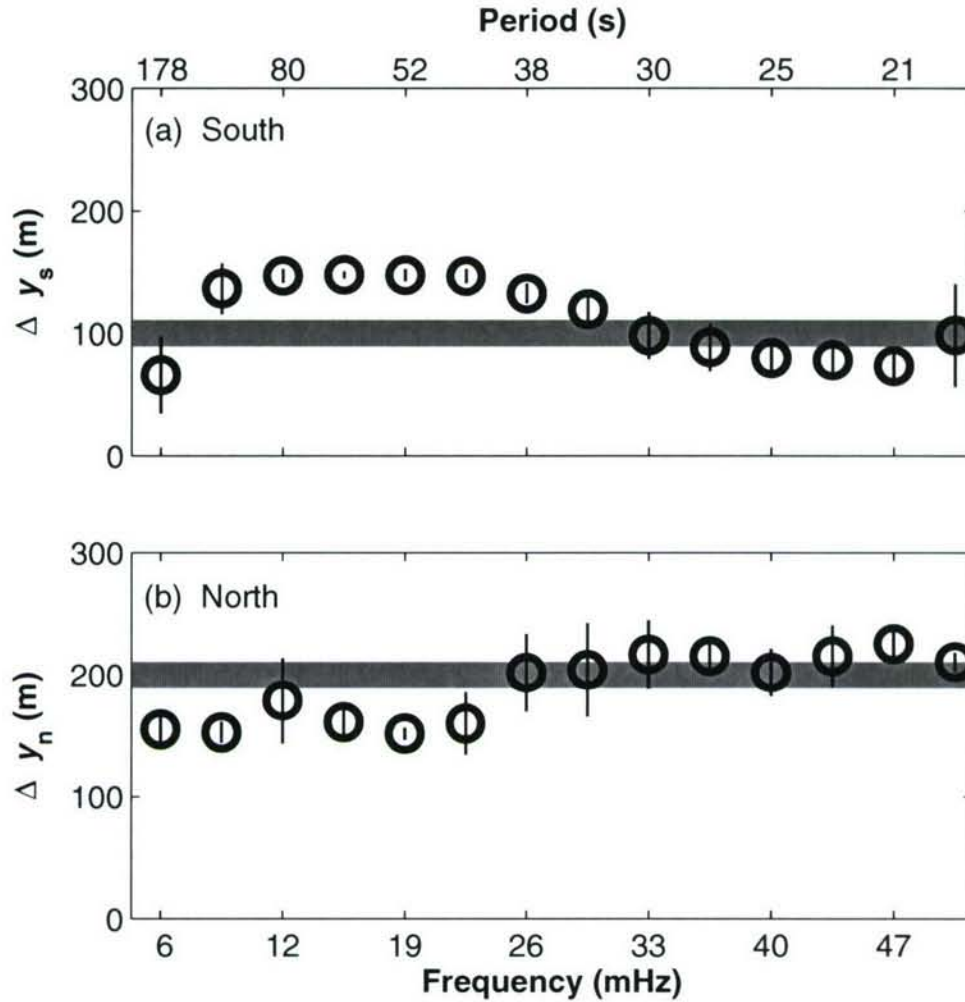 Period (s)
178 80 52 38 30 25 21
300
(a) South
200
Δ ys (m)
100
0
300
(b) North
200
Δ yn (m)
100
0
6 12 19 26 33 40 47
Frequency (mHz)